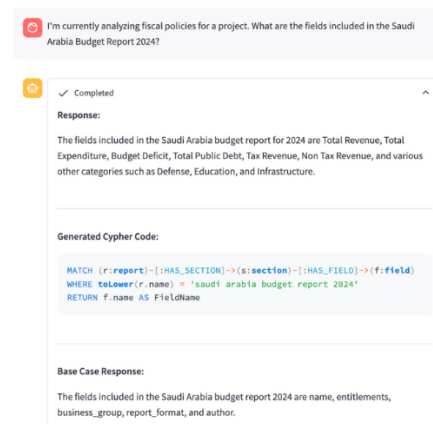 I'm currently analyzing fiscal policies for a project. What are the fields included in the Saudi
Arabia Budget Report 2024?
Completed
Response:
The fields included in the Saudi Arabia budget report for 2024 are Total Revenue, Total
Expenditure, Budget Deficit, Total Public Debt, Tax Revenue, Non Tax Revenue, and various
other categories such as Defense, Education, and Infrastructure.
Generated Cypher Code:
MATCH (r:report)-[:HAS_SECTION]->(s:section)-[:HAS_FIELD]->(f:field)
WHERE toLower(r.name) = 'saudi arabia budget report 2024'
RETURN f.name AS FieldName
Base Case Response:
The fields included in the Saudi Arabia budget report 2024 are name, entitlements,
business_group, report_format, and author.